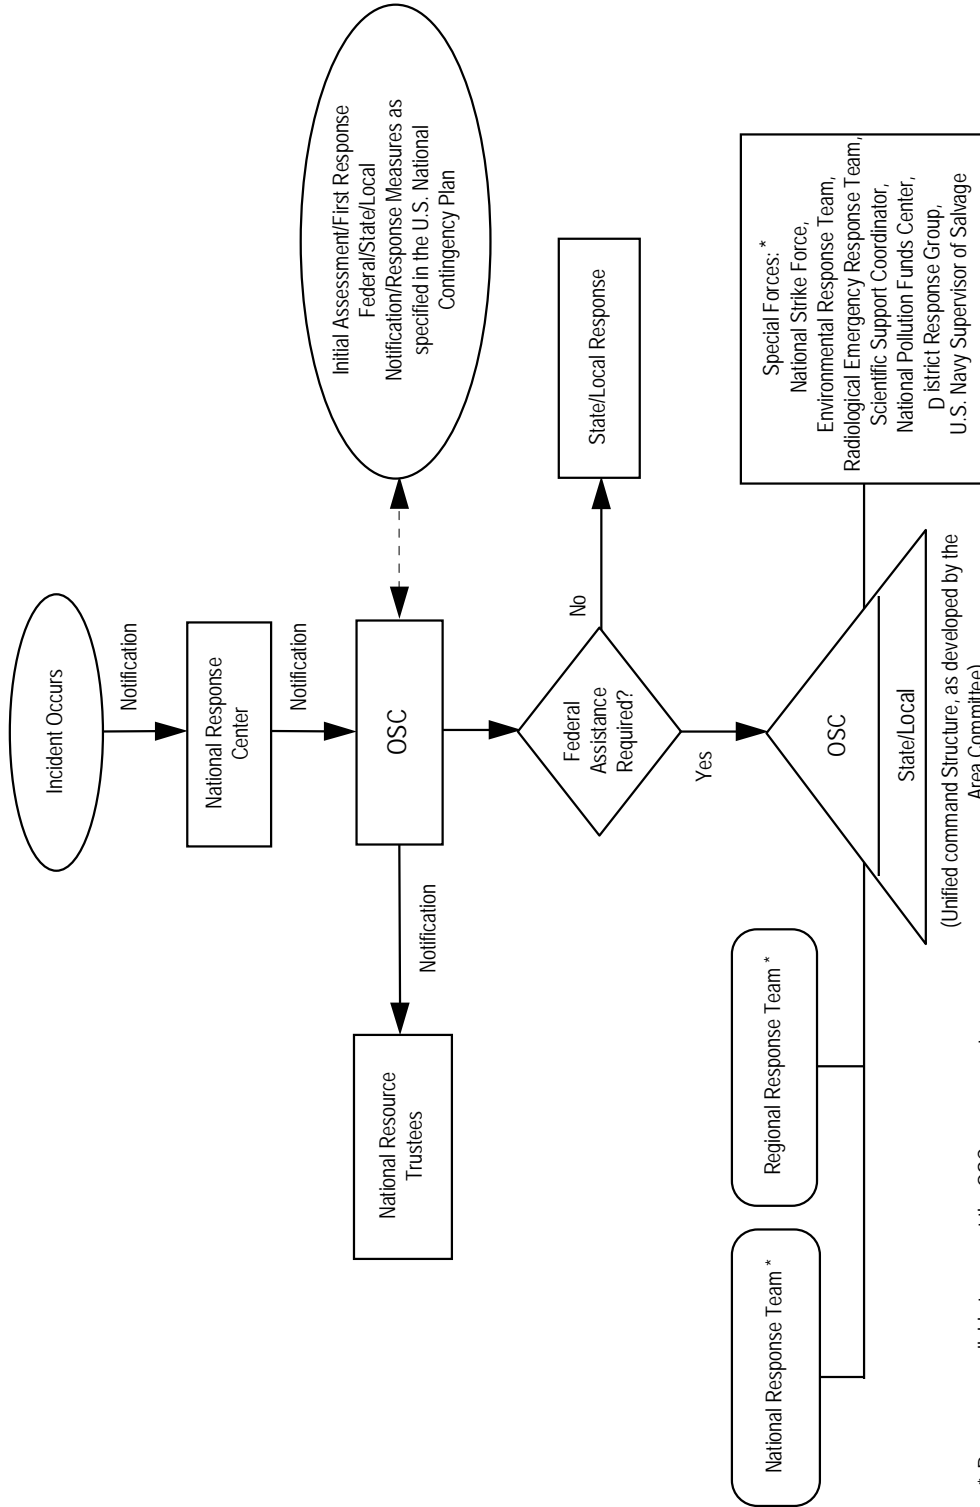 Incident Occurs
Notification
National Response
Center
Notification
OSC
Initial Assessment/First Response
Federal/State/Local
Notification/Response Measures as
specified in the U.S. National
Contingency Plan
Notification
National Resource
Trustees
Federal
Assistance
Required?
No
State/Local Response
Yes
National Response Team *
Regional Response Team *
OSC
State/Local
(Unified command Structure, as developed by the
Area Committee)
Special Forces: *
National Strike Force,
Environmental Response Team,
Radiological Emergency Response Team,
Scientific Support Coordinator,
National Pollution Funds Center,
D istrict Response Group,
U.S. Navy Supervisor of Salvage